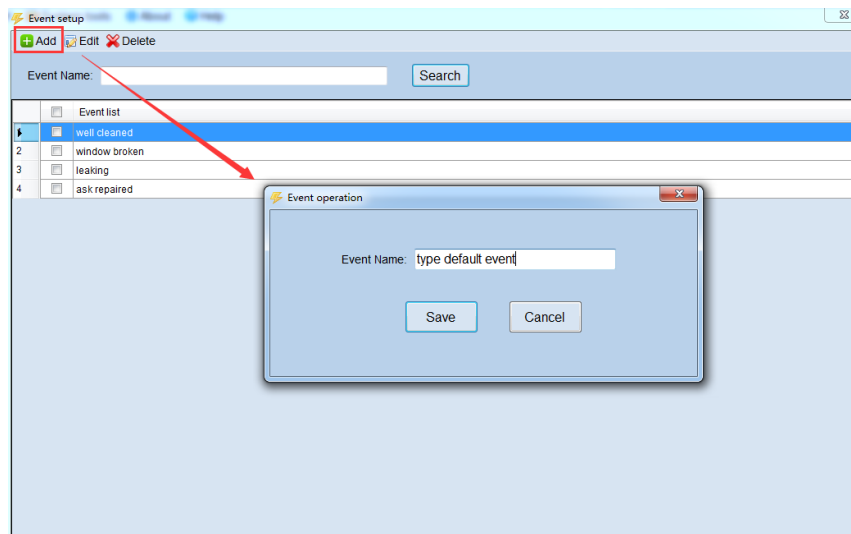 Event setup
Add Edit Delete
Event Name: Search
Event list
well cleaned
2 window broken
3 leaking
4 ask repaired
Event operation
Event Name: type default event
Save Cancel